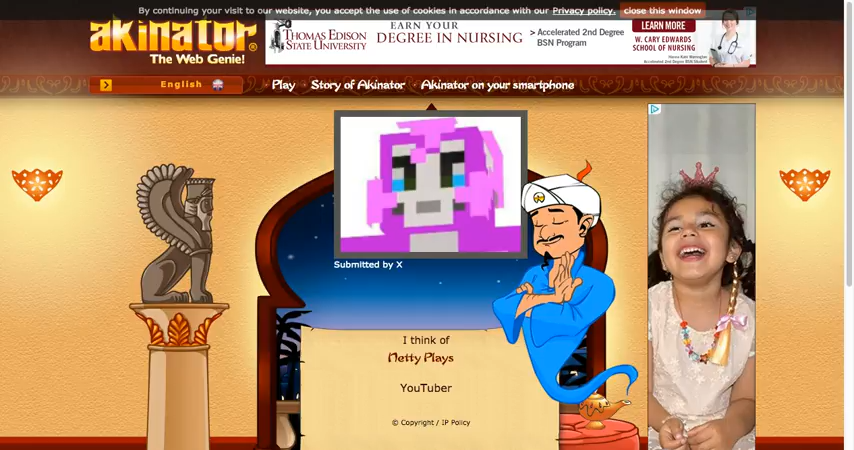 By continuing your visit to our website, you accept the use of cookies in accordance with our Privacy policy. close this window
akinator®
The Web Genie!
THOMAS EDISON
STATE UNIVERSITY
EARN YOUR
DEGREE IN NURSING
> Accelerated 2nd Degree
BSN Program
LEARN MORE
W. CARY EDWARDS
SCHOOL OF NURSING
English
Play · Story of Akinator · Akinator on your smartphone
Submitted by X
I think of
Netty Plays
YouTuber
© Copyright / IP Policy